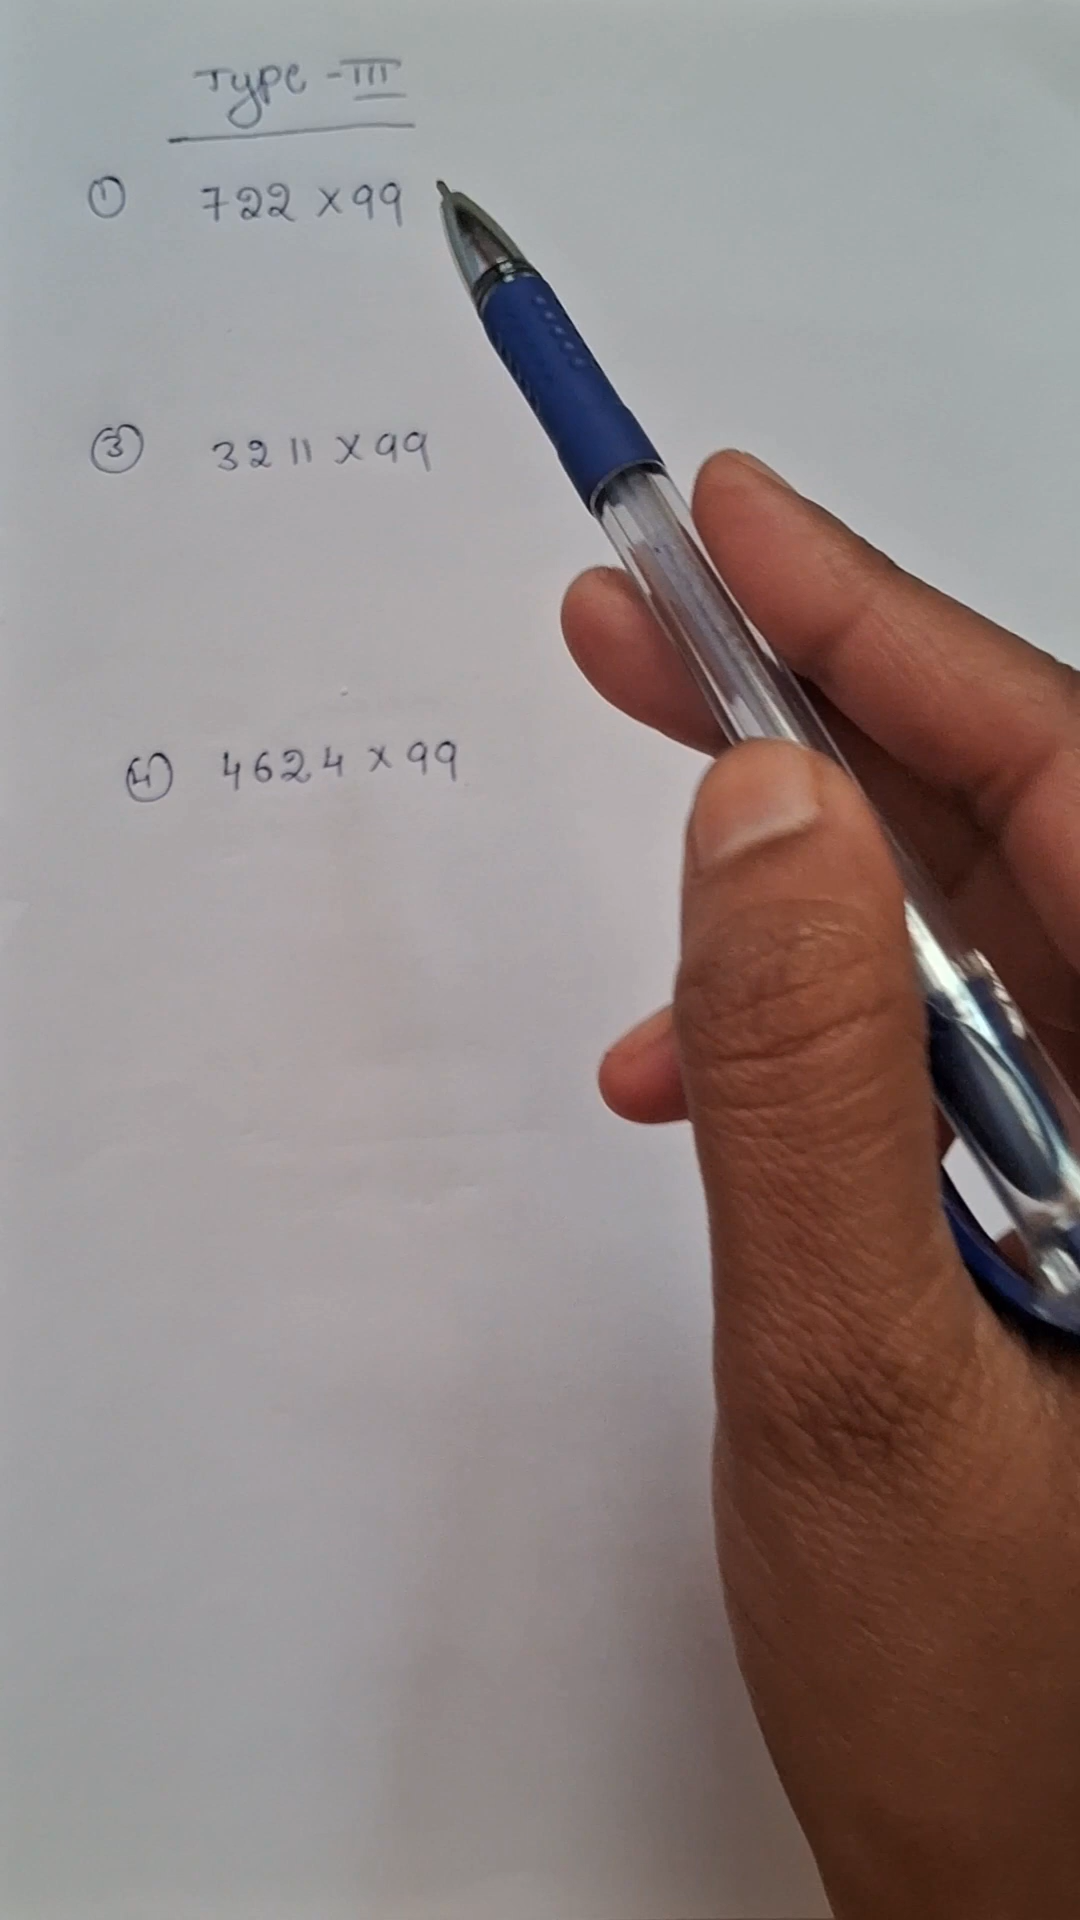 Type - III
① 722 × 99
③ 3211 × 99
④ 4624 × 99